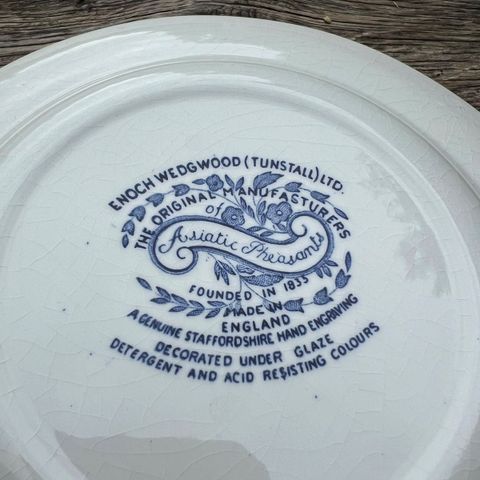 ENOCH WEDGWOOD (TUNSTALL) LTD.
THE ORIGINAL MANUFACTURERS
of
Asiatic Pheasants
FOUNDED IN 1835
MADE IN
ENGLAND
A GENUINE STAFFORDSHIRE HAND ENGRAVING
DECORATED UNDER GLAZE
DETERGENT AND ACID RESISTING COLOURS